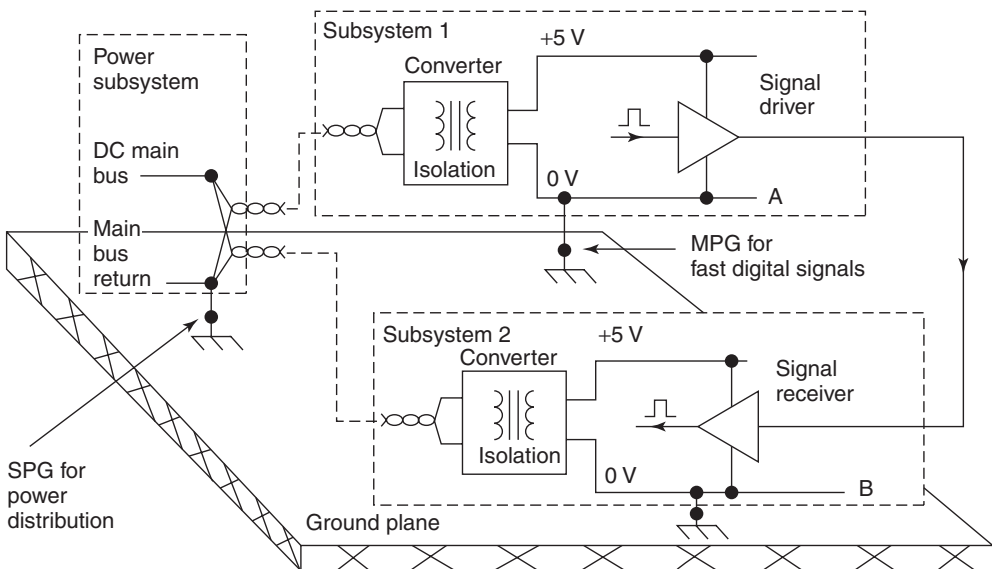 Subsystem 1
+5 V
Power
subsystem
Converter
Signal
driver
DC main
bus
Isolation
0 V
A
Main
bus
return
MPG for
fast digital signals
Subsystem 2
+5 V
Converter
Signal
receiver
Isolation
0 V
B
SPG for
power
distribution
Ground plane